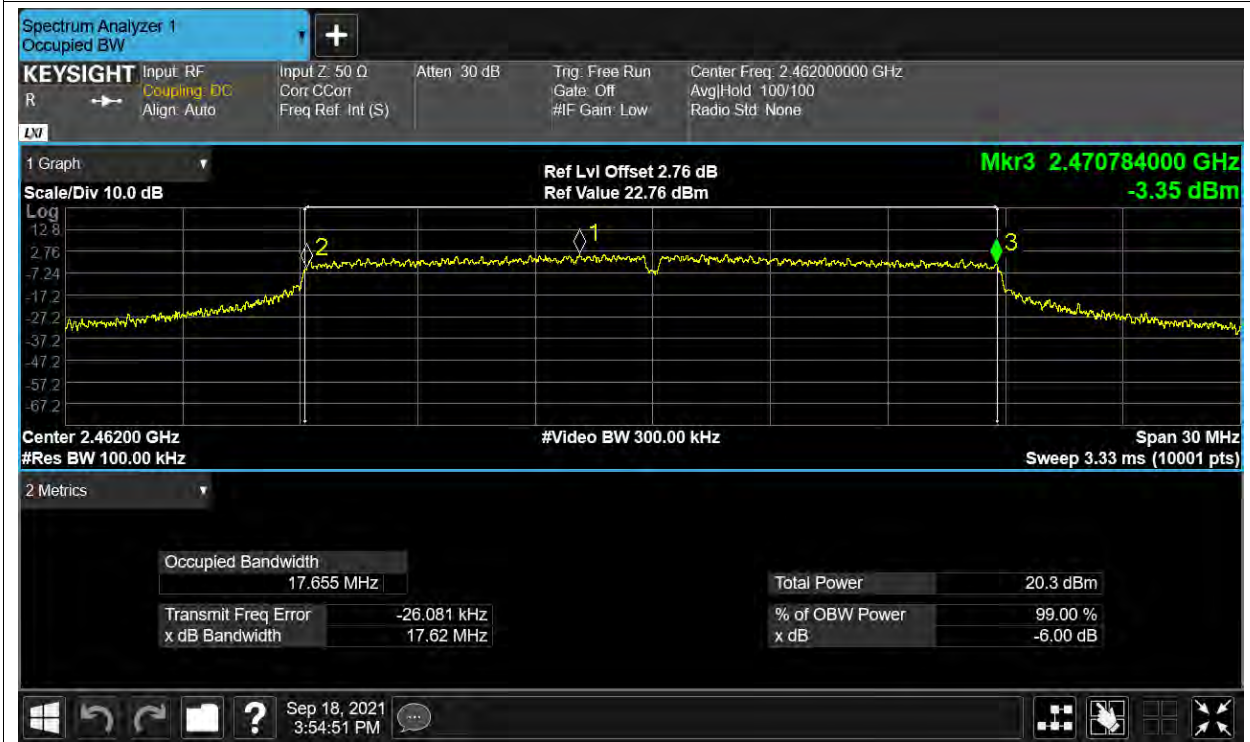 Spectrum Analyzer 1
Occupied BW
+
KEYSIGHT Input: RF Input Z: 50 Ω Atten: 30 dB Trig: Free Run Center Freq: 2.462000000 GHz
R Coupling: DC Corr CCorr Gate: Off Avg|Hold: 100/100
Align: Auto Freq Ref: Int (S) #IF Gain: Low Radio Std: None
LXI
1 Graph Ref Lvl Offset 2.76 dB Mkr3 2.470784000 GHz
Scale/Div 10.0 dB Ref Value 22.76 dBm -3.35 dBm
Log
12.8
2.76
-7.24
-17.2
-27.2
-37.2
-47.2
-57.2
-67.2
2
1
3
Center 2.46200 GHz #Video BW 300.00 kHz Span 30 MHz
#Res BW 100.00 kHz Sweep 3.33 ms (10001 pts)
2 Metrics
Occupied Bandwidth
17.655 MHz Total Power 20.3 dBm
Transmit Freq Error -26.081 kHz % of OBW Power 99.00 %
x dB Bandwidth 17.62 MHz x dB -6.00 dB
? Sep 18, 2021
3:54:51 PM